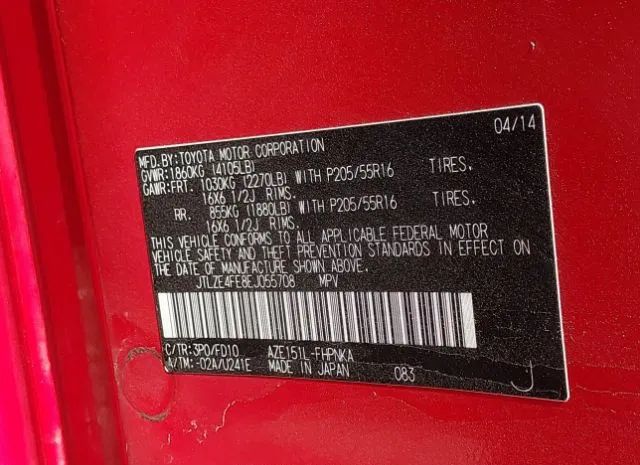 MFD.BY:TOYOTA MOTOR CORPORATION 04/14
GVWR:1860KG (4105LB)
GAWR:FRT. 1030KG (2270LB) WITH P205/55R16 TIRES.
16X6 1/2J RIMS.
RR. 855KG (1880LB) WITH P205/55R16 TIRES.
16X6 1/2J RIMS.
THIS VEHICLE CONFORMS TO ALL APPLICABLE FEDERAL MOTOR
VEHICLE SAFETY AND THEFT PREVENTION STANDARDS IN EFFECT ON
THE DATE OF MANUFACTURE SHOWN ABOVE.
JTLZE4FE8EJ055708 MPV
C/TR:3P0/FD10 AZE151L-FHPNKA
A/TM:-02A/U241E MADE IN JAPAN 083 J